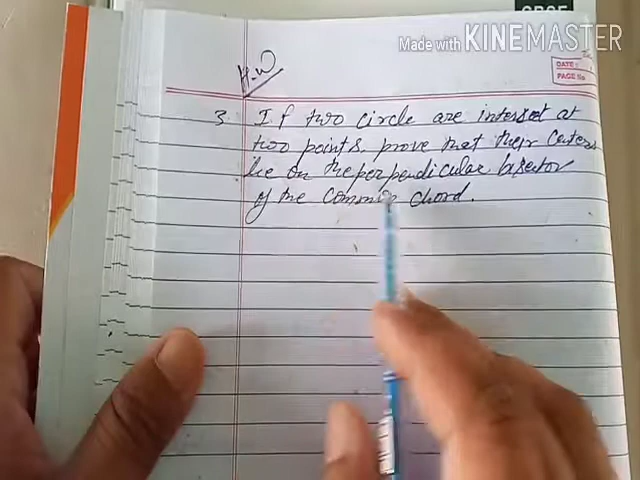 CBSE
Made with KINEMASTER
DATE:
PAGE No
H.W
3 If two circle are intersect at
two points, prove that their Centers
lie on the perpendicular bisector
of the common chord.